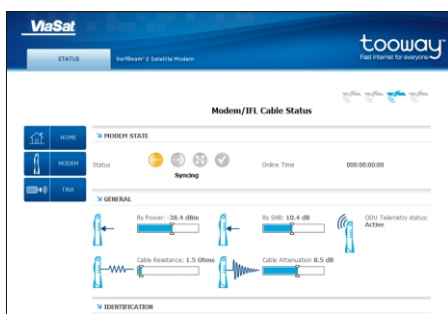 ViaSat
tooway
Fast internet for everyone
STATUS
SurfBeam 2 Satellite Modem
Modem/IFL Cable Status
HOME
MODEM
TRIA
MODEM STATE
Status
Syncing
Online Time
000:00:00:00
GENERAL
Rx Power: -38.4 dBm
Rx SNR: 10.4 dB
ODU Telemetry status:
Active
Cable Resistance: 1.5 Ohms
Cable Attenuation 8.5 dB
IDENTIFICATION